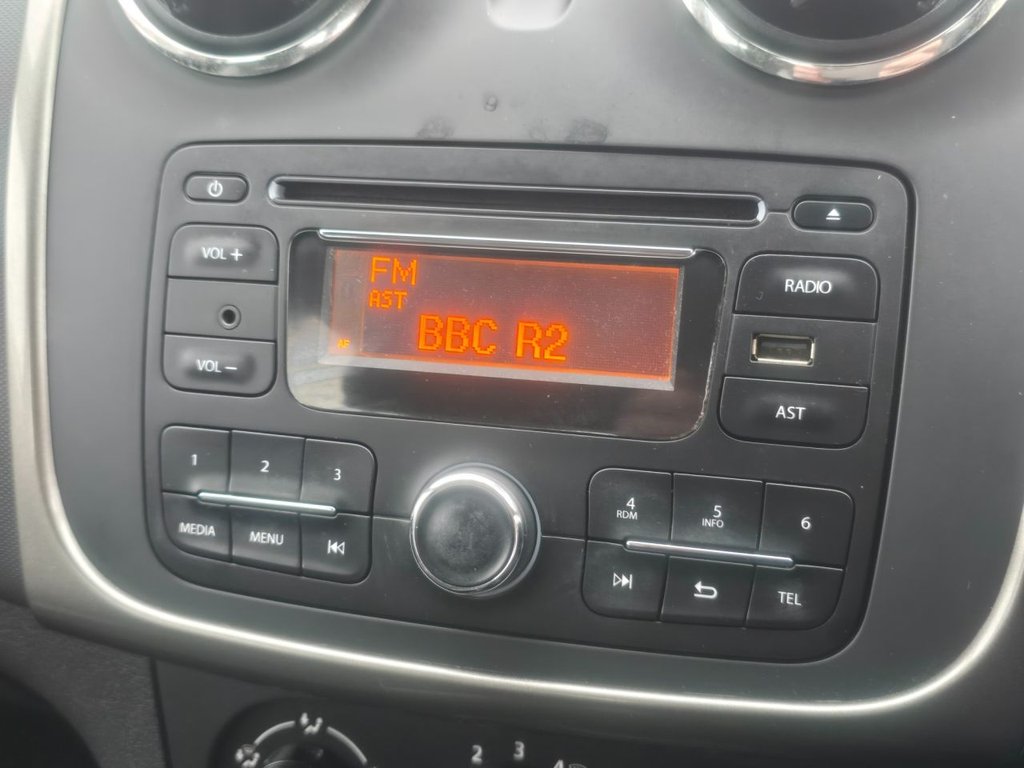 VOL +
FM
AST
AF
BBC R2
RADIO
VOL −
AST
1
2
3
4
RDM
5
INFO
6
MEDIA
MENU
TEL
2
3
4